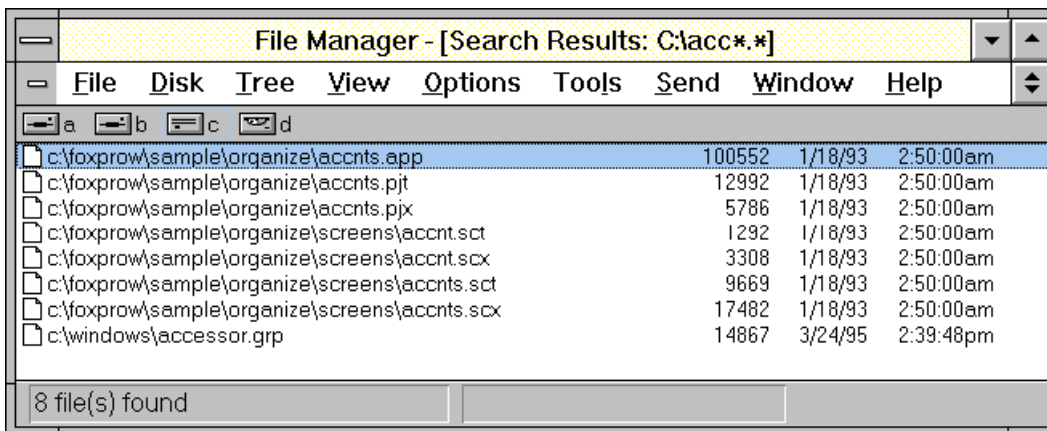 File Manager - [Search Results: C:\acc*.*]
File Disk Tree View Options Tools Send Window Help
a b c d
c:\foxprow\sample\organize\accnts.app 100552 1/18/93 2:50:00am
c:\foxprow\sample\organize\accnts.pjt 12992 1/18/93 2:50:00am
c:\foxprow\sample\organize\accnts.pjx 5786 1/18/93 2:50:00am
c:\foxprow\sample\organize\screens\accnt.sct 1292 1/18/93 2:50:00am
c:\foxprow\sample\organize\screens\accnt.scx 3308 1/18/93 2:50:00am
c:\foxprow\sample\organize\screens\accnts.sct 9669 1/18/93 2:50:00am
c:\foxprow\sample\organize\screens\accnts.scx 17482 1/18/93 2:50:00am
c:\windows\accessor.grp 14867 3/24/95 2:39:48pm
8 file(s) found